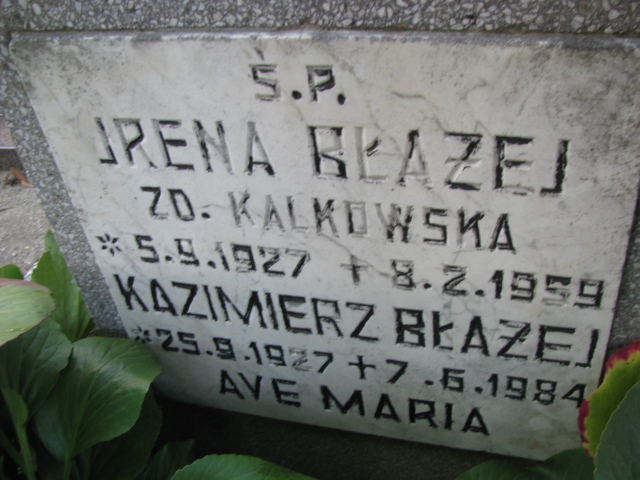 Ś.P.
IRENA BŁAŻEJ
ZD. KALKOWSKA
* 5.9.1927 + 8.2.1959
KAZIMIERZ BŁAŻEJ
* 25.9.1927 + 7.6.1984
AVE MARIA